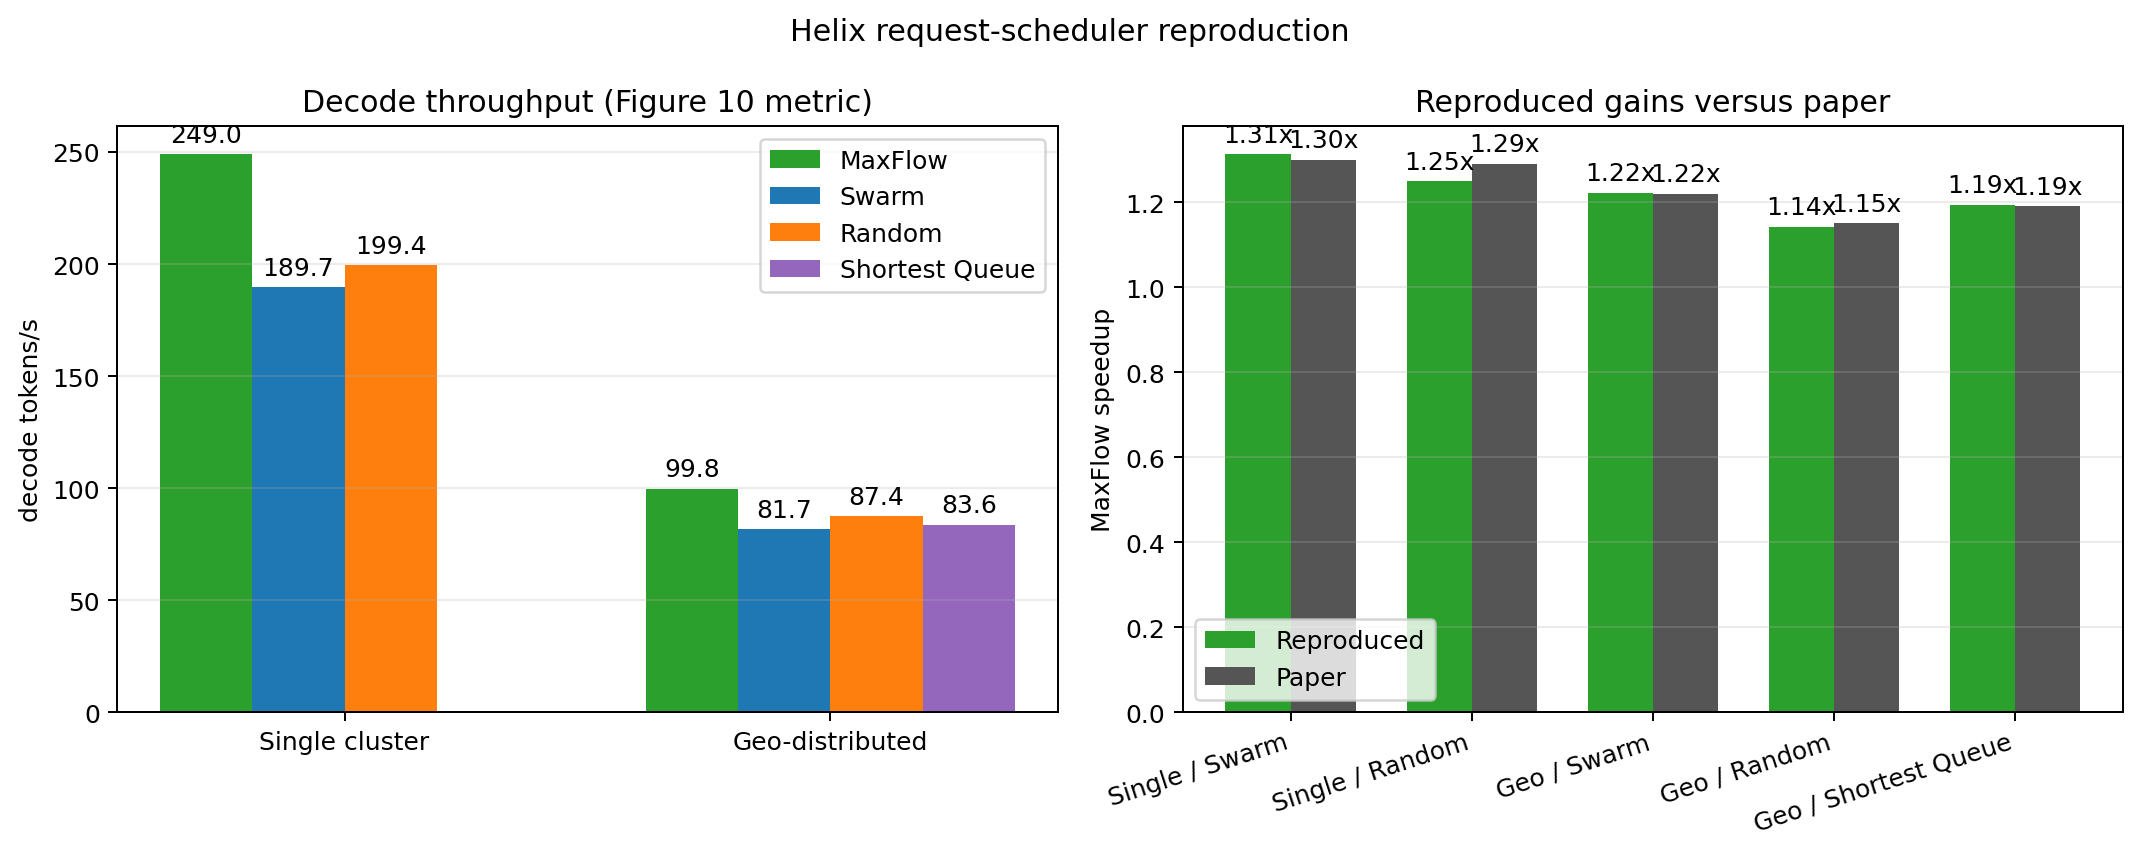 Helix request-scheduler reproduction
Decode throughput (Figure 10 metric)
decode tokens/s
250
200
150
100
50
0
249.0
189.7
199.4
99.8
81.7
87.4
83.6
MaxFlow
Swarm
Random
Shortest Queue
Single cluster
Geo-distributed
Reproduced gains versus paper
MaxFlow speedup
1.2
1.0
0.8
0.6
0.4
0.2
0.0
1.31x
1.30x
1.25x
1.29x
1.22x
1.22x
1.14x
1.15x
1.19x
1.19x
Reproduced
Paper
Single / Swarm
Single / Random
Geo / Swarm
Geo / Random
Geo / Shortest Queue